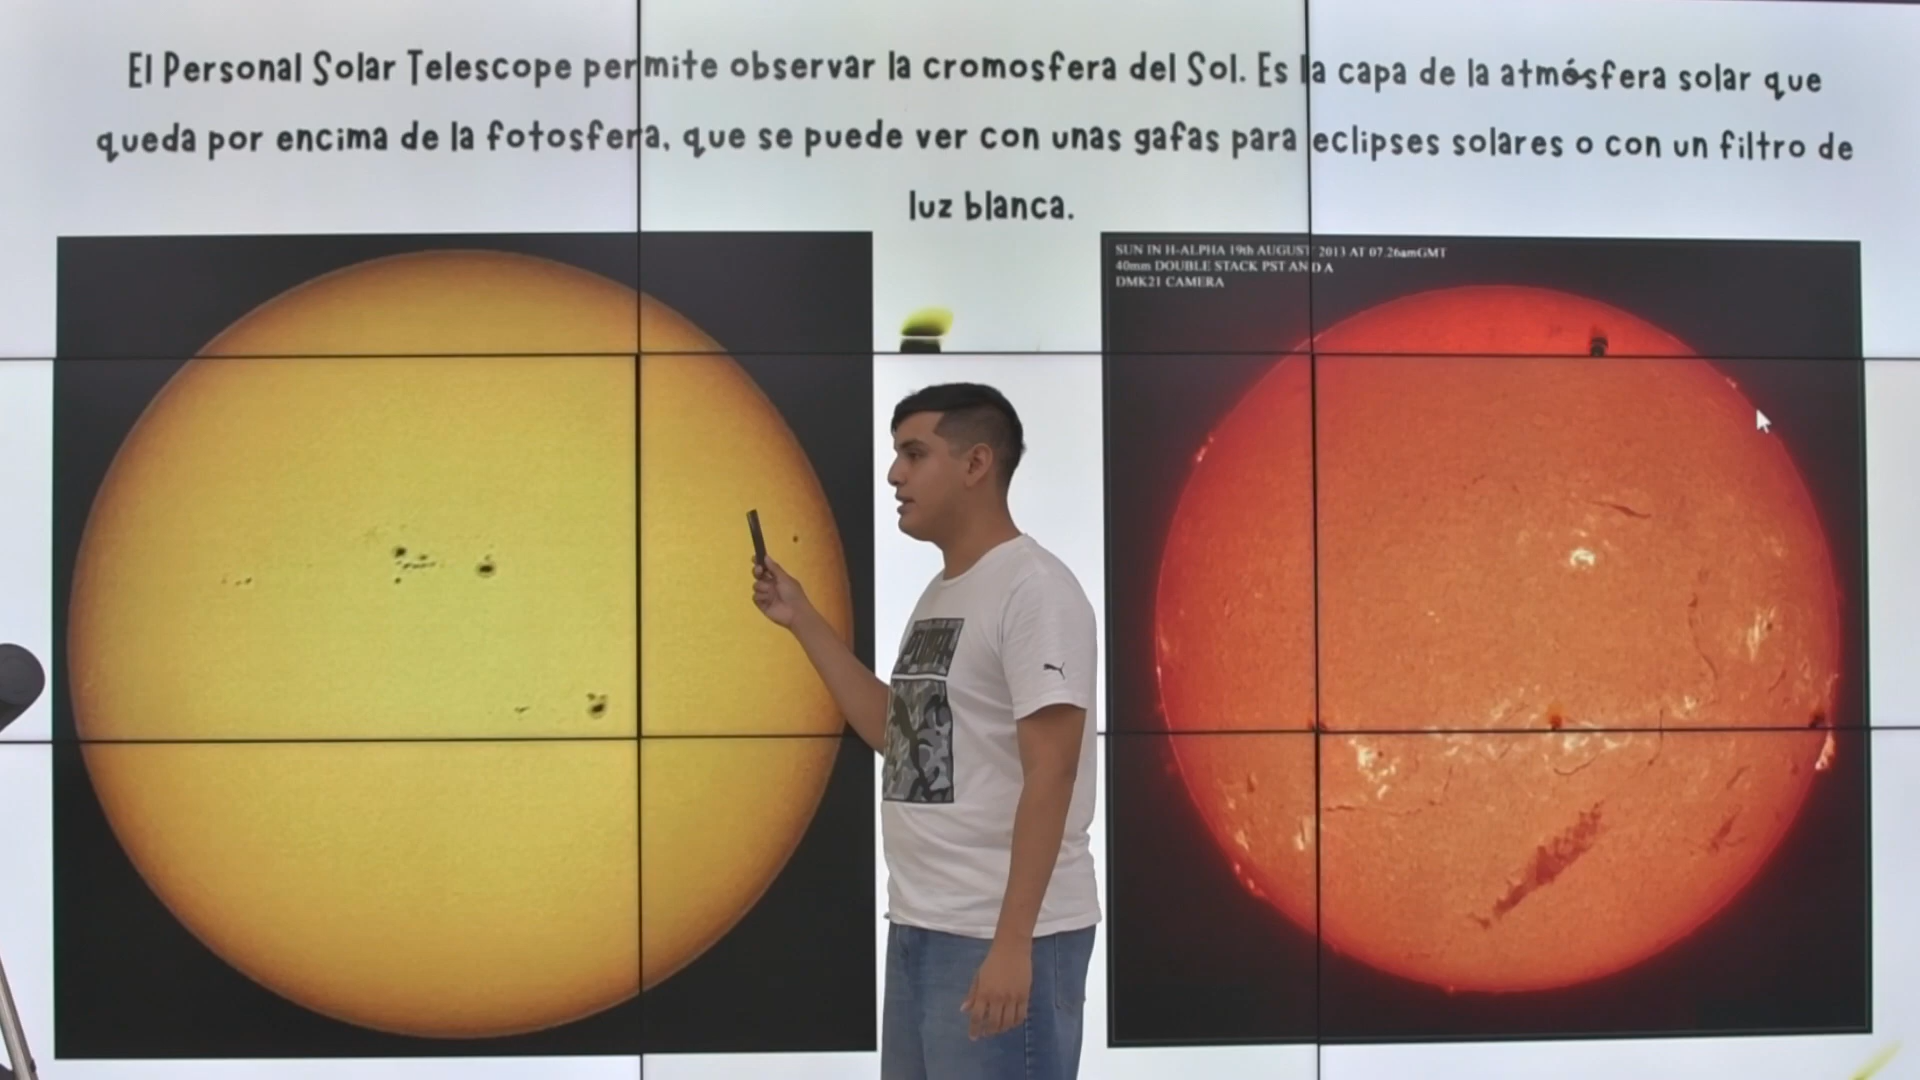 El Personal Solar Telescope permite observar la cromosfera del Sol. Es la capa de la atmósfera solar que
queda por encima de la fotosfera, que se puede ver con unas gafas para eclipses solares o con un filtro de
luz blanca.
SUN IN H-ALPHA 19th AUGUST 2013 AT 07.26amGMT
40mm DOUBLE STACK PST AND A
DMK21 CAMERA